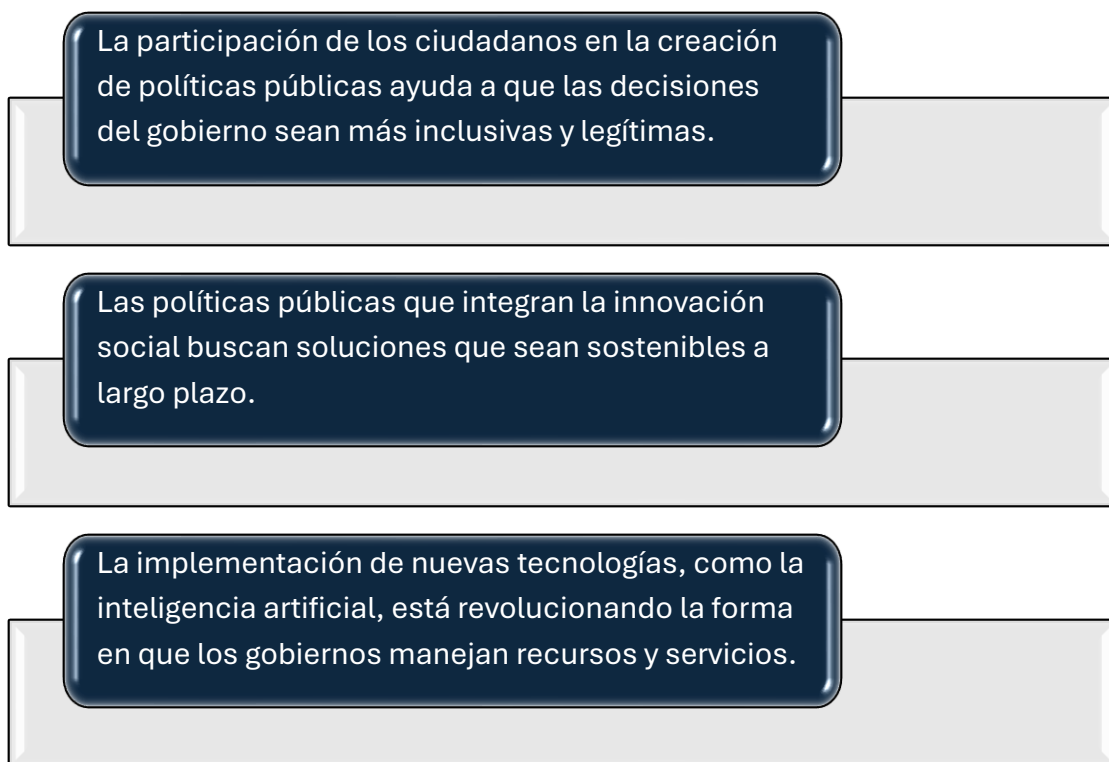 La participación de los ciudadanos en la creación
de políticas públicas ayuda a que las decisiones
del gobierno sean más inclusivas y legítimas.
Las políticas públicas que integran la innovación
social buscan soluciones que sean sostenibles a
largo plazo.
La implementación de nuevas tecnologías, como la
inteligencia artificial, está revolucionando la forma
en que los gobiernos manejan recursos y servicios.